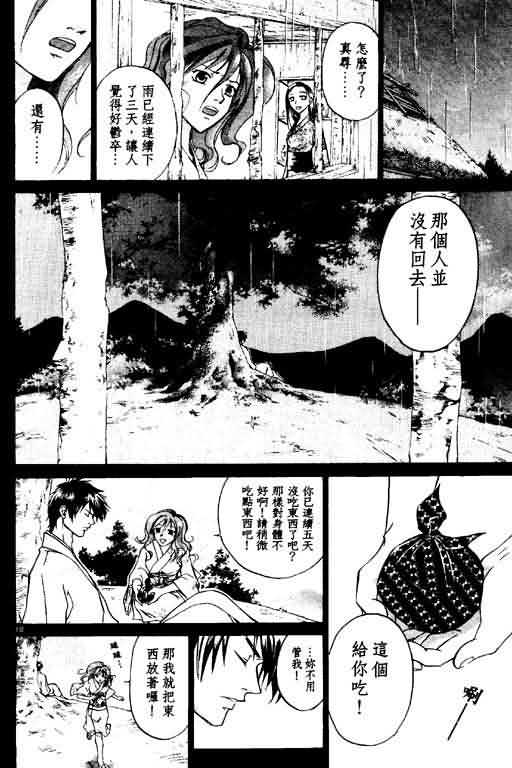 怎麼了？
真尋……
雨已經連續下
了三天，讓人
覺得好鬱卒…
還有……
那個人並
沒有回去——
你已連續五天
沒吃東西了吧？
那樣對身體不
好啊！請稍微
吃點東西吧！
這個
給你吃！
…妳不用
管我！
那我就把東
西放著囉！